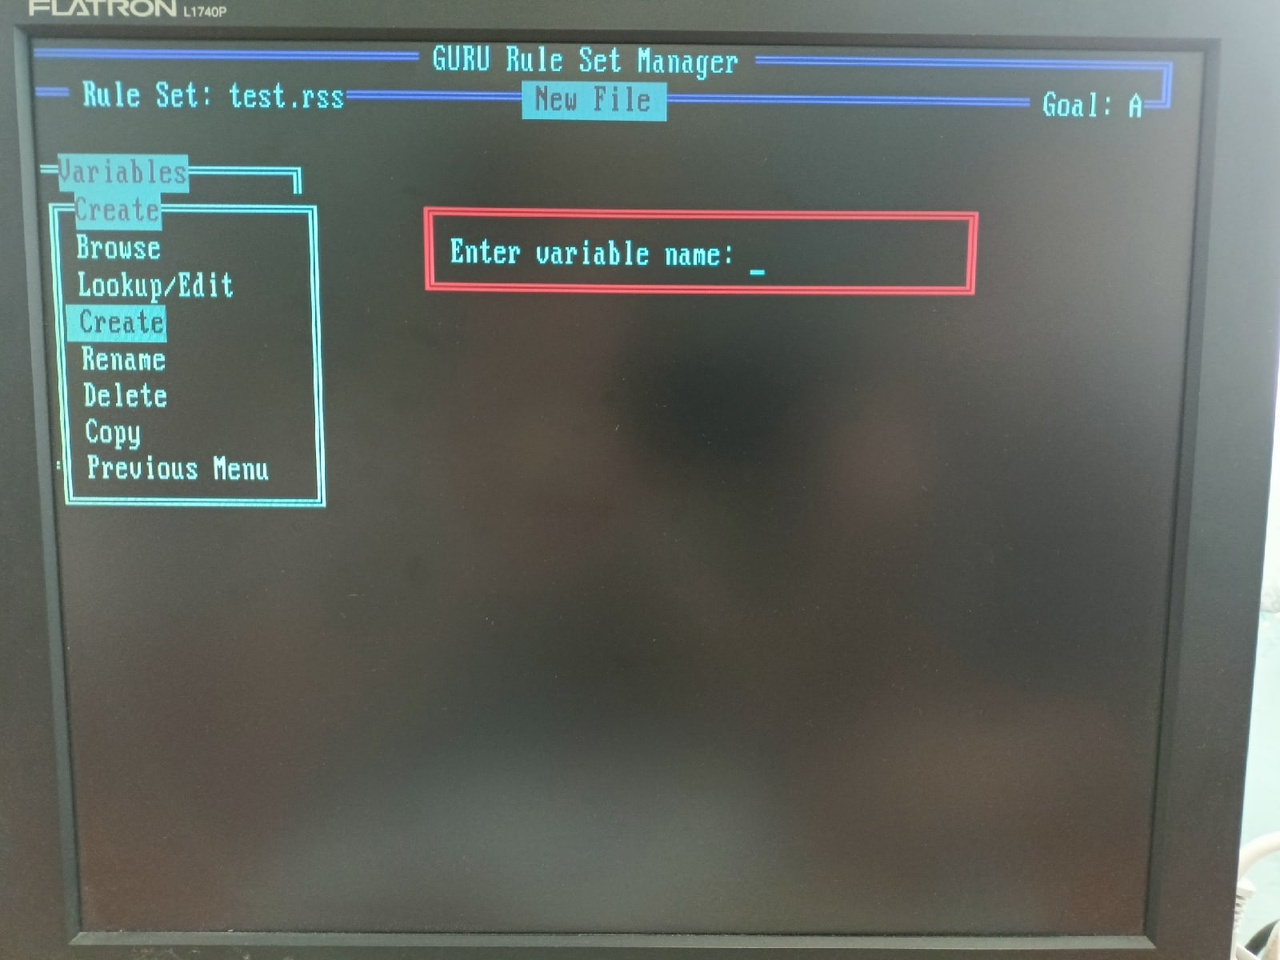 FLATRON L1740P
GURU Rule Set Manager
Rule Set: test.rss New File Goal: A
Variables
Create
Browse
Enter variable name: _
Lookup/Edit
Create
Rename
Delete
Copy
Previous Menu